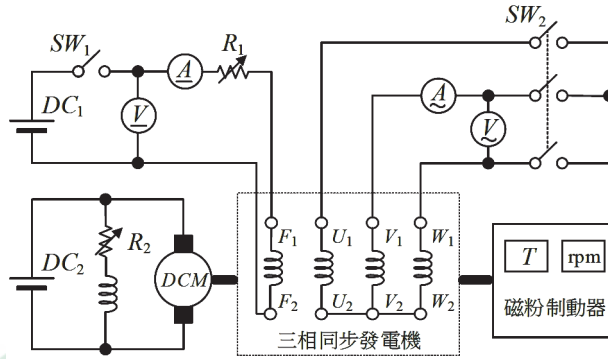 SW₂
SW₁
A
R₁
DC₁
V
A
V
F₁
U₁
V₁
W₁
R₂
DC₂
DCM
T
rpm
F₂
U₂
V₂
W₂
磁粉制動器
三相同步發電機